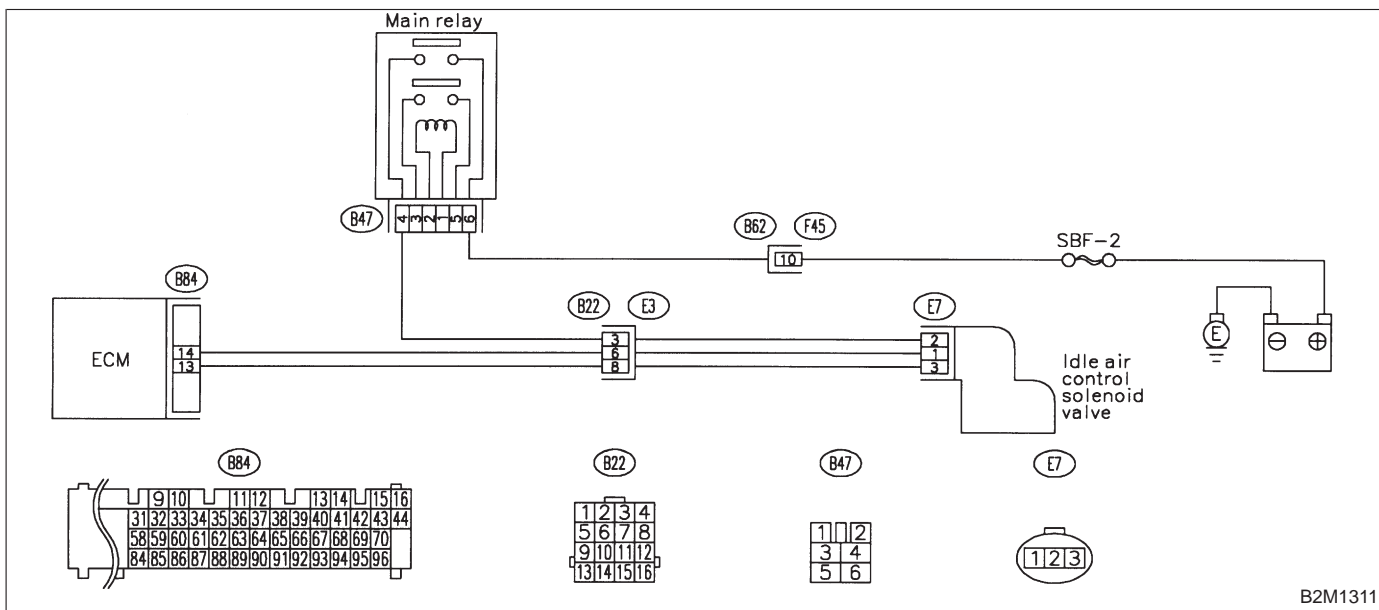 Main relay
B47
4 3 2 1 5 6
B62 F45
10
SBF-2
B84
B22 E3
E7
ECM
14
13
3
6
8
2
1
3
E
⊖ ⊕
Idle air
control
solenoid
valve
B84
B22
B47
E7
9 10 11 12 13 14 15 16
31 32 33 34 35 36 37 38 39 40 41 42 43 44
58 59 60 61 62 63 64 65 66 67 68 69 70
84 85 86 87 88 89 90 91 92 93 94 95 96
1 2 3 4
5 6 7 8
9 10 11 12
13 14 15 16
1 2
3 4
5 6
1 2 3
B2M1311